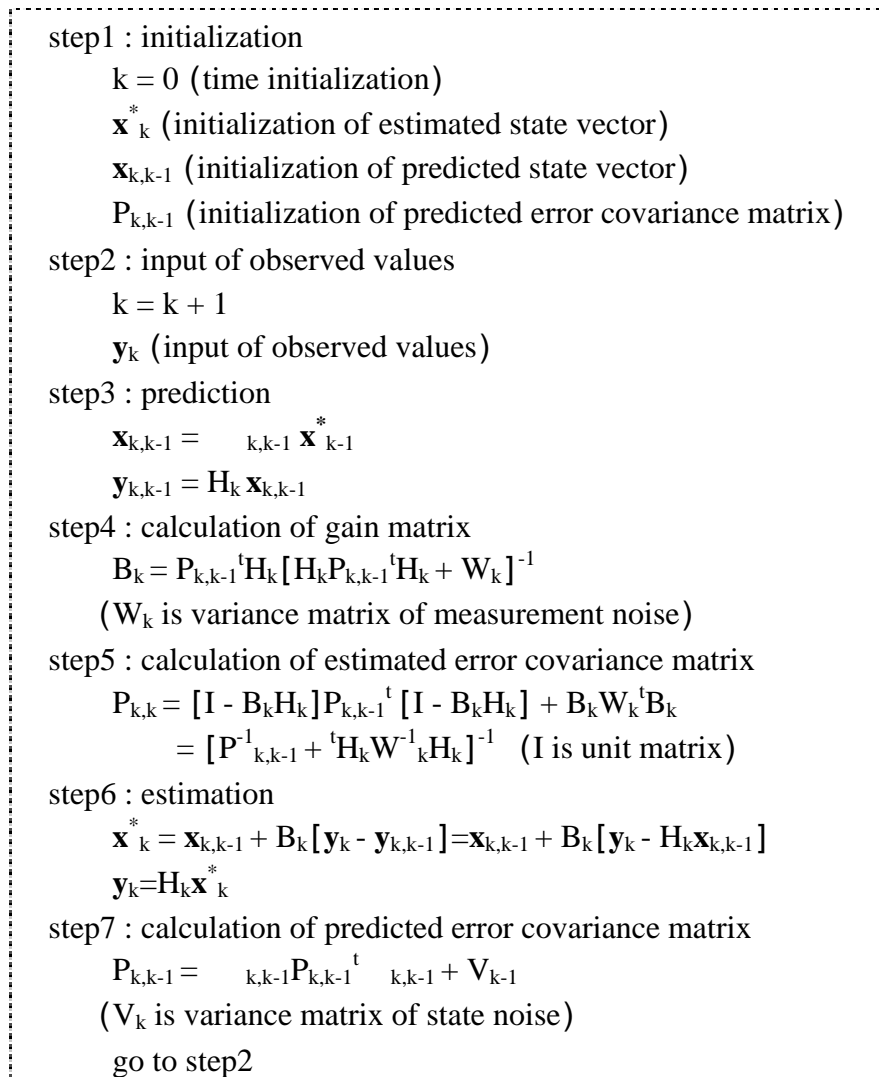 step1 : initialization
k = 0 (time initialization)
x*k (initialization of estimated state vector)
xk,k-1 (initialization of predicted state vector)
Pk,k-1 (initialization of predicted error covariance matrix)
step2 : input of observed values
k = k + 1
yk (input of observed values)
step3 : prediction
xk,k-1 = k,k-1 x*k-1
yk,k-1 = Hk xk,k-1
step4 : calculation of gain matrix
Bk = Pk,k-1tHk[HkPk,k-1tHk + Wk]-1
(Wk is variance matrix of measurement noise)
step5 : calculation of estimated error covariance matrix
Pk,k = [I - BkHk]Pk,k-1t [I - BkHk] + BkWktBk
= [P-1k,k-1 + tHkW-1kHk]-1 (I is unit matrix)
step6 : estimation
x*k = xk,k-1 + Bk[yk - yk,k-1]=xk,k-1 + Bk[yk - Hkxk,k-1]
yk=Hkx*k
step7 : calculation of predicted error covariance matrix
Pk,k-1 = k,k-1Pk,k-1t k,k-1 + Vk-1
(Vk is variance matrix of state noise)
go to step2